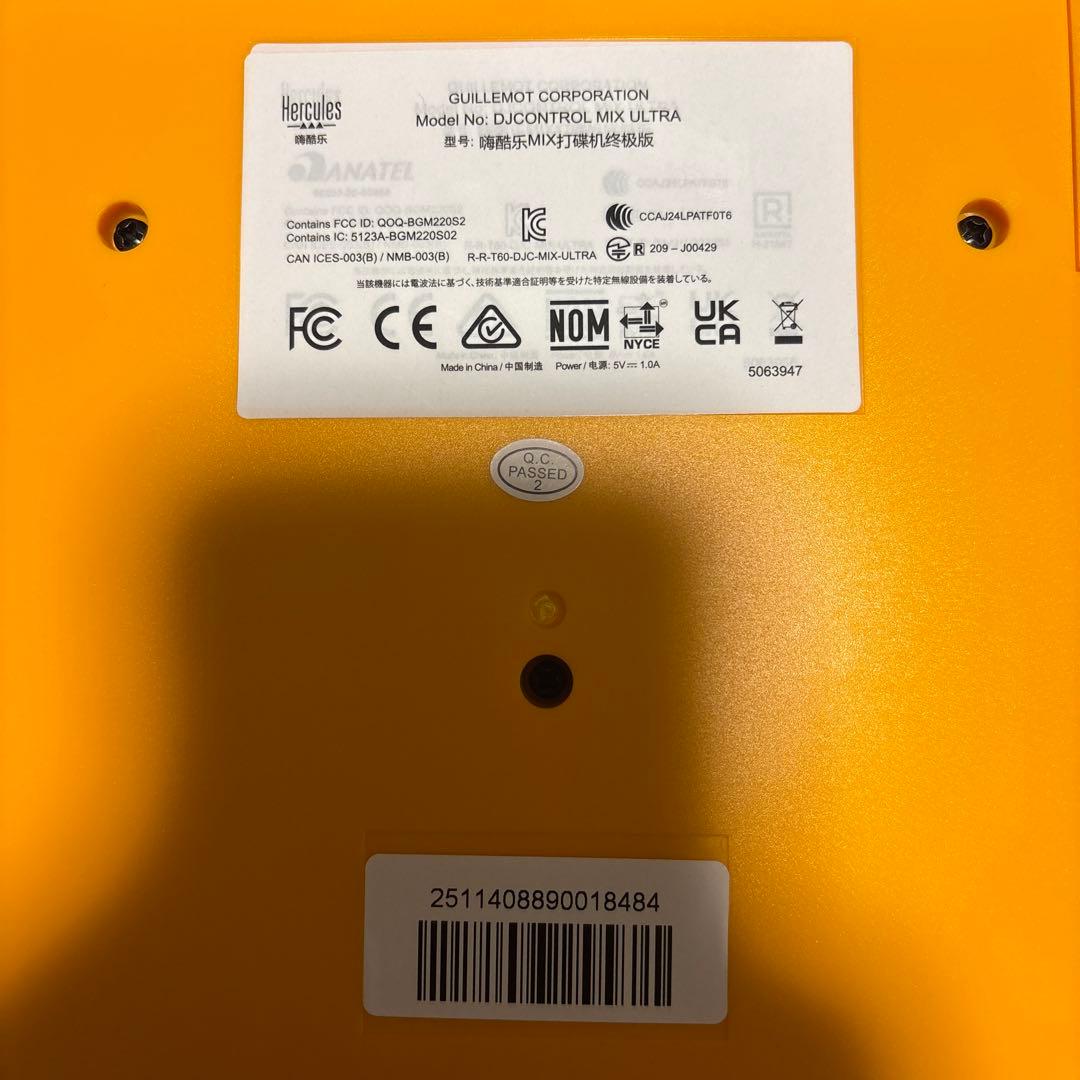 Hercules
嗨酷乐
GUILLEMOT CORPORATION
Model No: DJCONTROL MIX ULTRA
型号: 嗨酷乐MIX打碟机终极版
ANATEL
Contains FCC ID: QOQ-BGM220S2
Contains IC: 5123A-BGM220S02
CAN ICES-003(B) / NMB-003(B)
R-R-T60-DJC-MIX-ULTRA
CCAJ24LPATF0T6
R 209 – J00429
当該機器には電波法に基づく、技術基準適合証明等を受けた特定無線設備を装着している。
FC CE NOM NYCE UK CA
Made in China / 中国制造 Power / 电源: 5V⎓ 1.0A
5063947
Q.C.
PASSED
2
2511408890018484